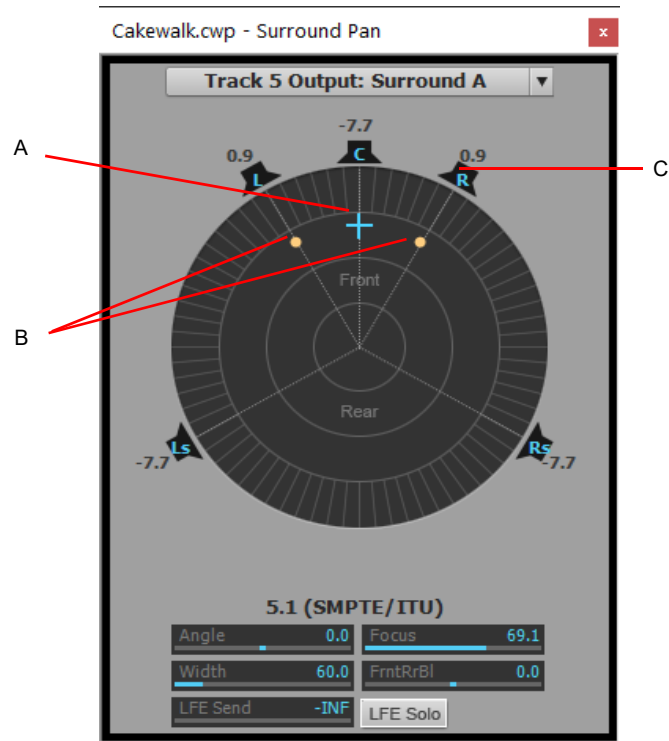 Cakewalk.cwp - Surround Pan
x
Track 5 Output: Surround A
-7.7
A
0.9
C
0.9
L
R
C
Front
B
Rear
Ls
Rs
-7.7
-7.7
5.1 (SMPTE/ITU)
Angle 0.0
Focus 69.1
Width 60.0
FrntRrBl 0.0
LFE Send -INF
LFE Solo